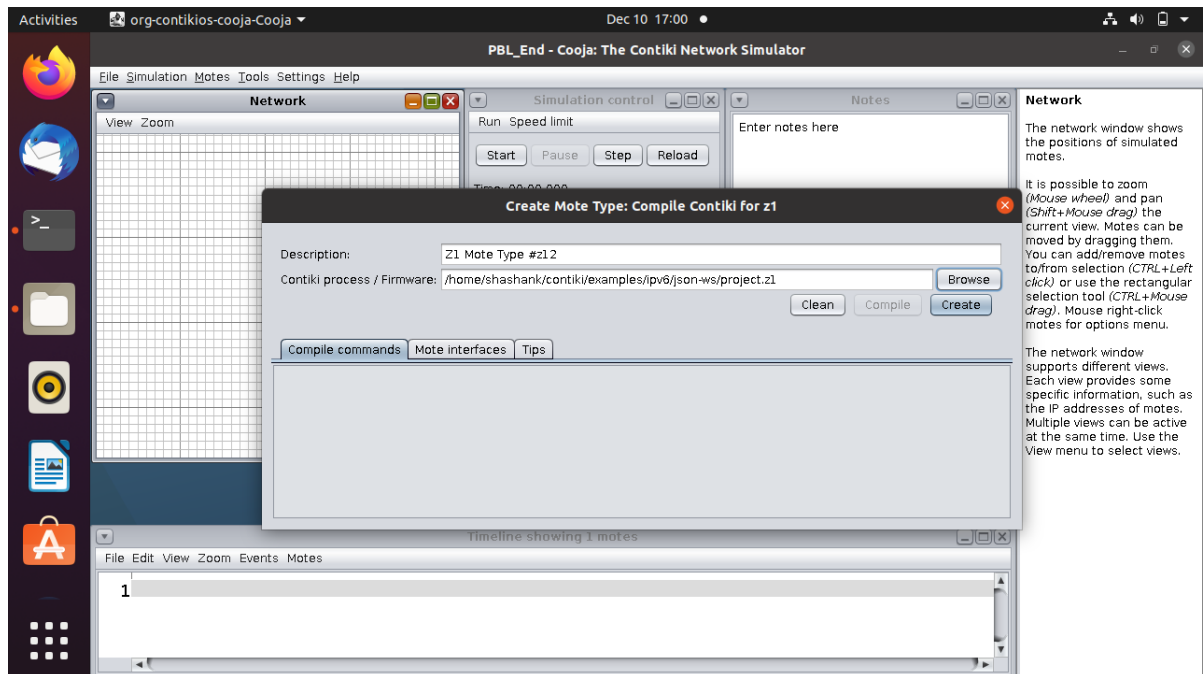 Activities org-contikios-cooja-Cooja Dec 10 17:00
PBL_End - Cooja: The Contiki Network Simulator
File Simulation Motes Tools Settings Help
Network
View Zoom
Simulation control
Run Speed limit
Start Pause Step Reload
Time: 00:00.000
Notes
Enter notes here
Create Mote Type: Compile Contiki for z1
Description: Z1 Mote Type #z12
Contiki process / Firmware: /home/shashank/contiki/examples/ipv6/json-ws/project.z1 Browse
Clean Compile Create
Compile commands Mote interfaces Tips
Timeline showing 1 motes
File Edit View Zoom Events Motes
1
Network
The network window shows
the positions of simulated
motes.
It is possible to zoom
(Mouse wheel) and pan
(Shift+Mouse drag) the
current view. Motes can be
moved by dragging them.
You can add/remove motes
to/from selection (CTRL+Left
click) or use the rectangular
selection tool (CTRL+Mouse
drag). Mouse right-click
motes for options menu.
The network window
supports different views.
Each view provides some
specific information, such as
the IP addresses of motes.
Multiple views can be active
at the same time. Use the
View menu to select views.